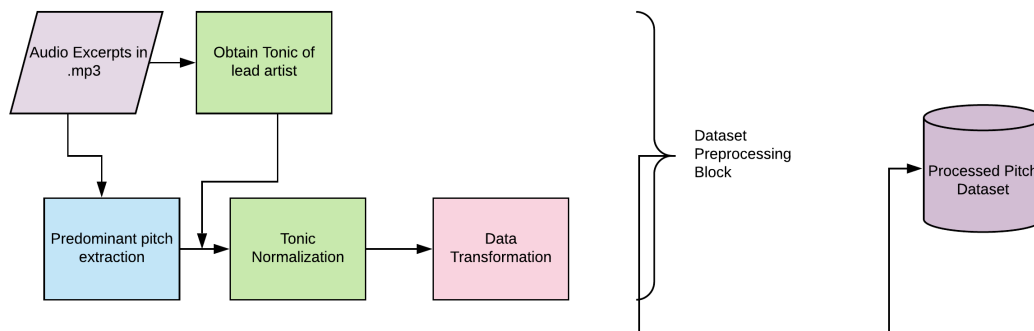 Audio Excerpts in
.mp3
Obtain Tonic of
lead artist
Dataset
Preprocessing
Block
Processed Pitch
Dataset
Predominant pitch
extraction
Tonic
Normalization
Data
Transformation